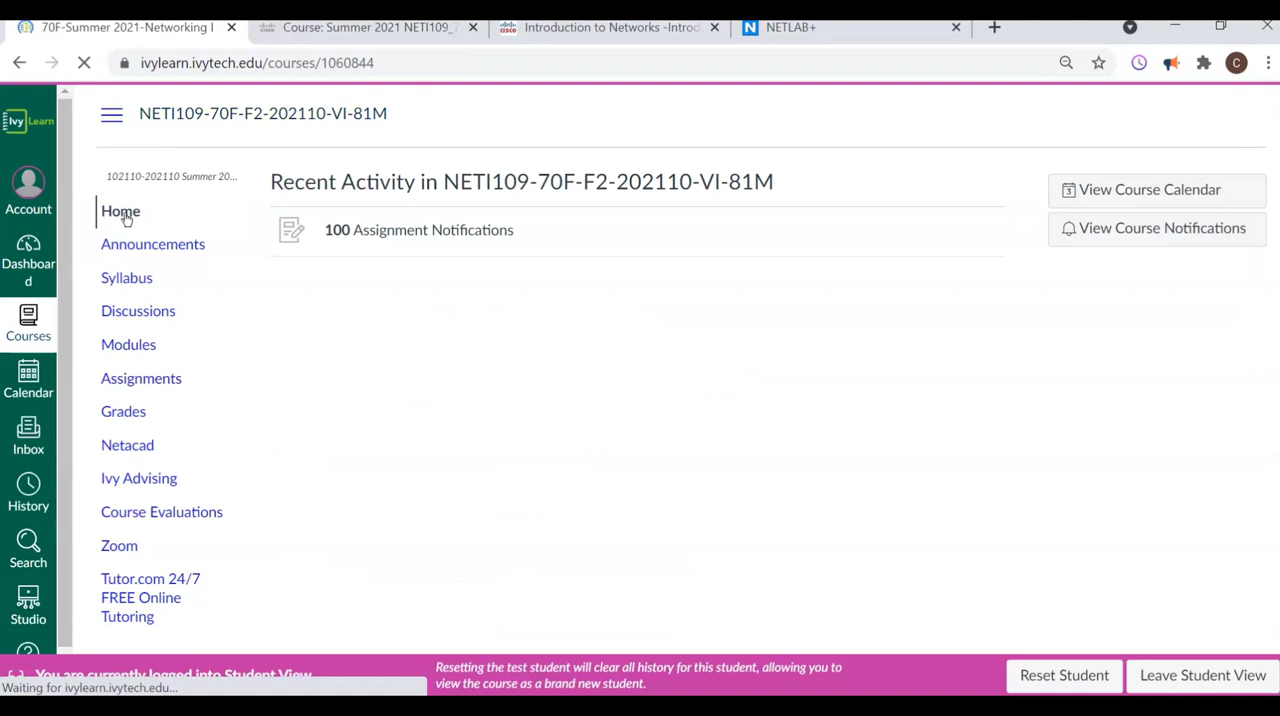 70F-Summer 2021-Networking I
Course: Summer 2021 NETI109_7
Introduction to Networks -Introd
NETLAB+
ivylearn.ivytech.edu/courses/1060844
C
Ivy Learn
NETI109-70F-F2-202110-VI-81M
102110-202110 Summer 20...
Home
Announcements
Syllabus
Discussions
Modules
Assignments
Grades
Netacad
Ivy Advising
Course Evaluations
Zoom
Tutor.com 24/7
FREE Online
Tutoring
Account
Dashboar
d
Courses
Calendar
Inbox
History
Search
Studio
Recent Activity in NETI109-70F-F2-202110-VI-81M
100 Assignment Notifications
3 View Course Calendar
View Course Notifications
You are currently logged into Student View
Resetting the test student will clear all history for this student, allowing you to
view the course as a brand new student.
Reset Student
Leave Student View
Waiting for ivylearn.ivytech.edu...